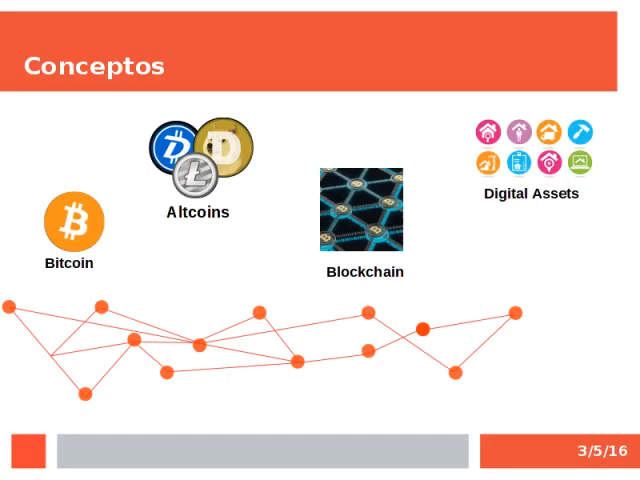 Conceptos
Altcoins
Digital Assets
Bitcoin
Blockchain
3/5/16